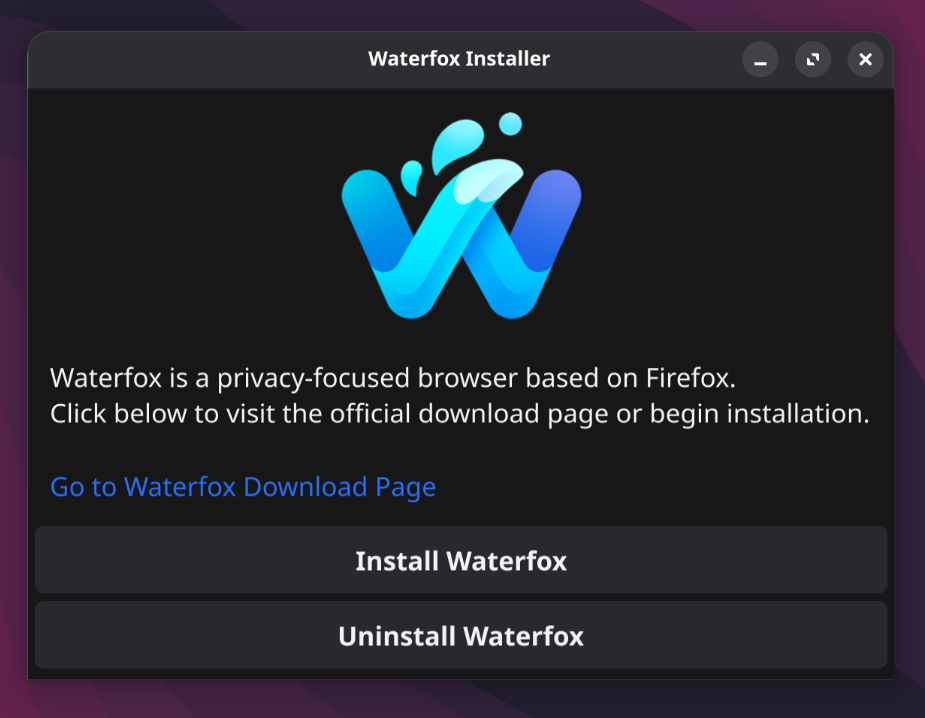 Waterfox Installer
Waterfox is a privacy-focused browser based on Firefox.
Click below to visit the official download page or begin installation.
Go to Waterfox Download Page
Install Waterfox
Uninstall Waterfox